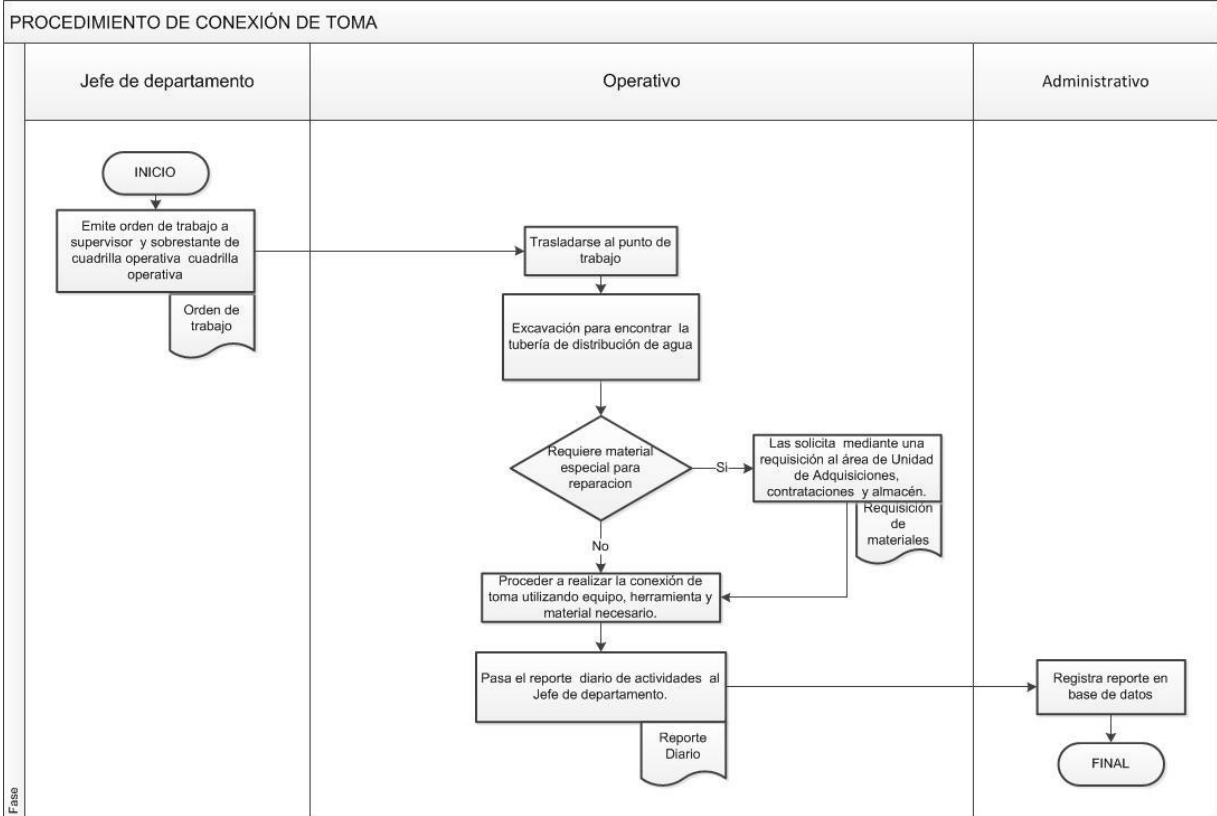 PROCEDIMIENTO DE CONEXIÓN DE TOMA
Jefe de departamento
Operativo
Administrativo
INICIO
Emite orden de trabajo a
supervisor y sobrestante de
cuadrilla operativa cuadrilla
operativa
Orden de
trabajo
Trasladarse al punto de
trabajo
Excavación para encontrar la
tubería de distribución de agua
Requiere material
especial para
reparacion
Si
Las solicita mediante una
requisición al área de Unidad
de Adquisiciones,
contrataciones y almacén.
Requisición
de
materiales
No
Proceder a realizar la conexión de
toma utilizando equipo, herramienta y
material necesario.
Pasa el reporte diario de actividades al
Jefe de departamento.
Reporte
Diario
Registra reporte en
base de datos
FINAL
Fase